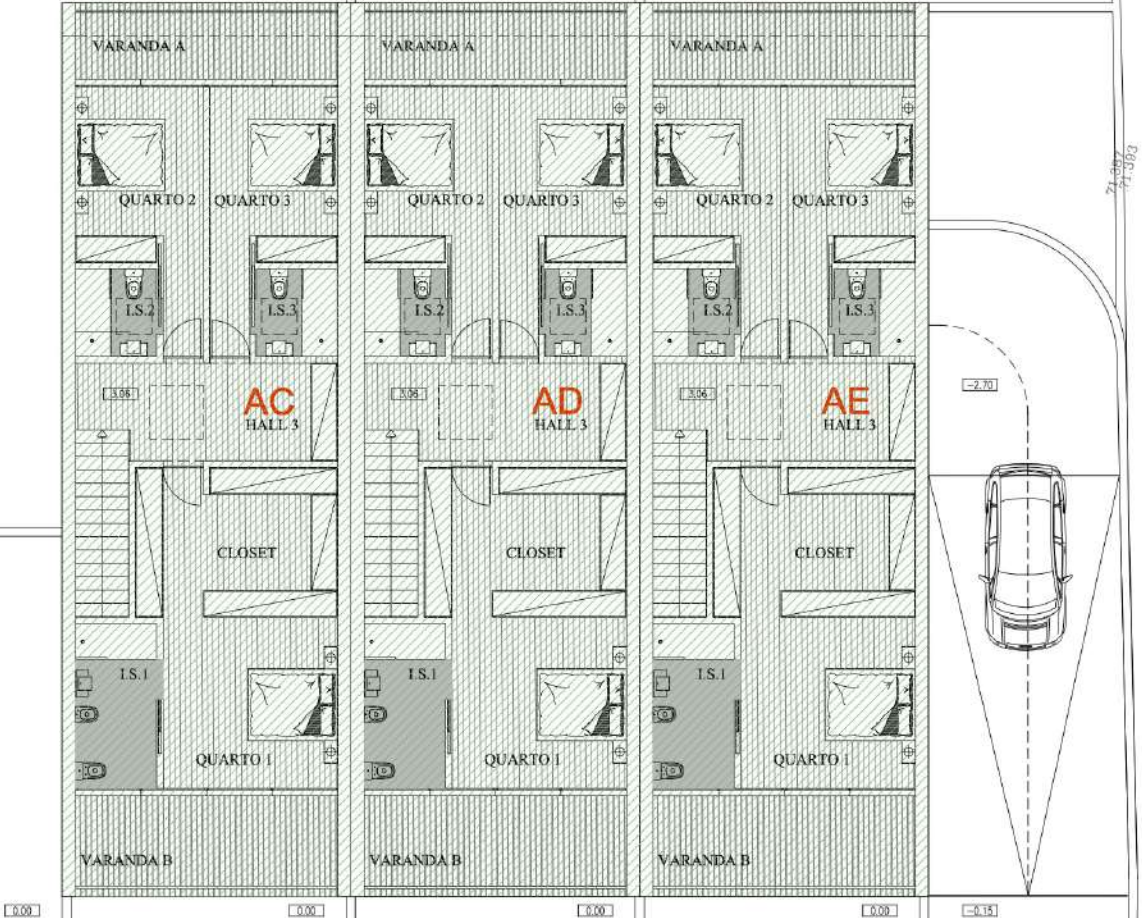 VARANDA A
VARANDA A
VARANDA A
71.387
71.393
QUARTO 2
QUARTO 3
QUARTO 2
QUARTO 3
QUARTO 2
QUARTO 3
I.S.2
I.S.3
I.S.2
I.S.3
I.S.2
I.S.3
3.06
AC
HALL 3
3.06
AD
HALL 3
3.06
AE
HALL 3
-2.70
CLOSET
CLOSET
CLOSET
I.S.1
I.S.1
I.S.1
QUARTO 1
QUARTO 1
QUARTO 1
VARANDA B
VARANDA B
VARANDA B
0.00
0.00
0.00
0.00
-0.15